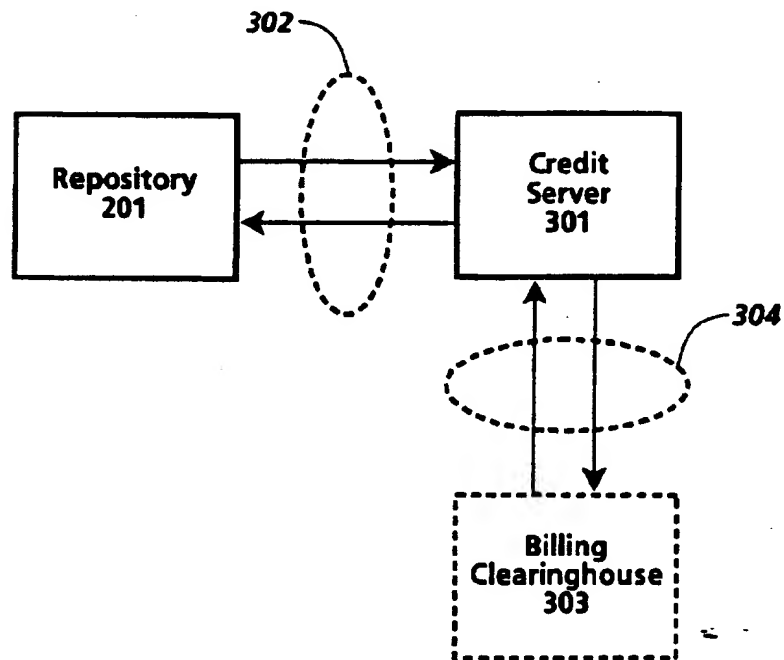 302
Repository
201
Credit
Server
301
304
Billing
Clearinghouse
303